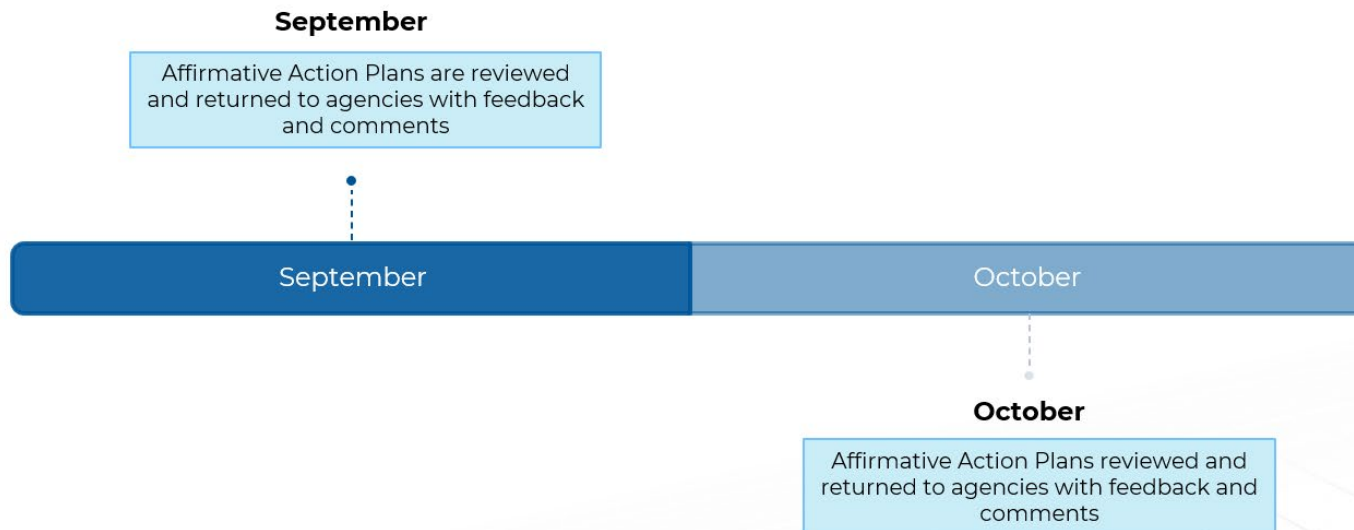 September
Affirmative Action Plans are reviewed
and returned to agencies with feedback
and comments
September
October
October
Affirmative Action Plans reviewed and
returned to agencies with feedback and
comments